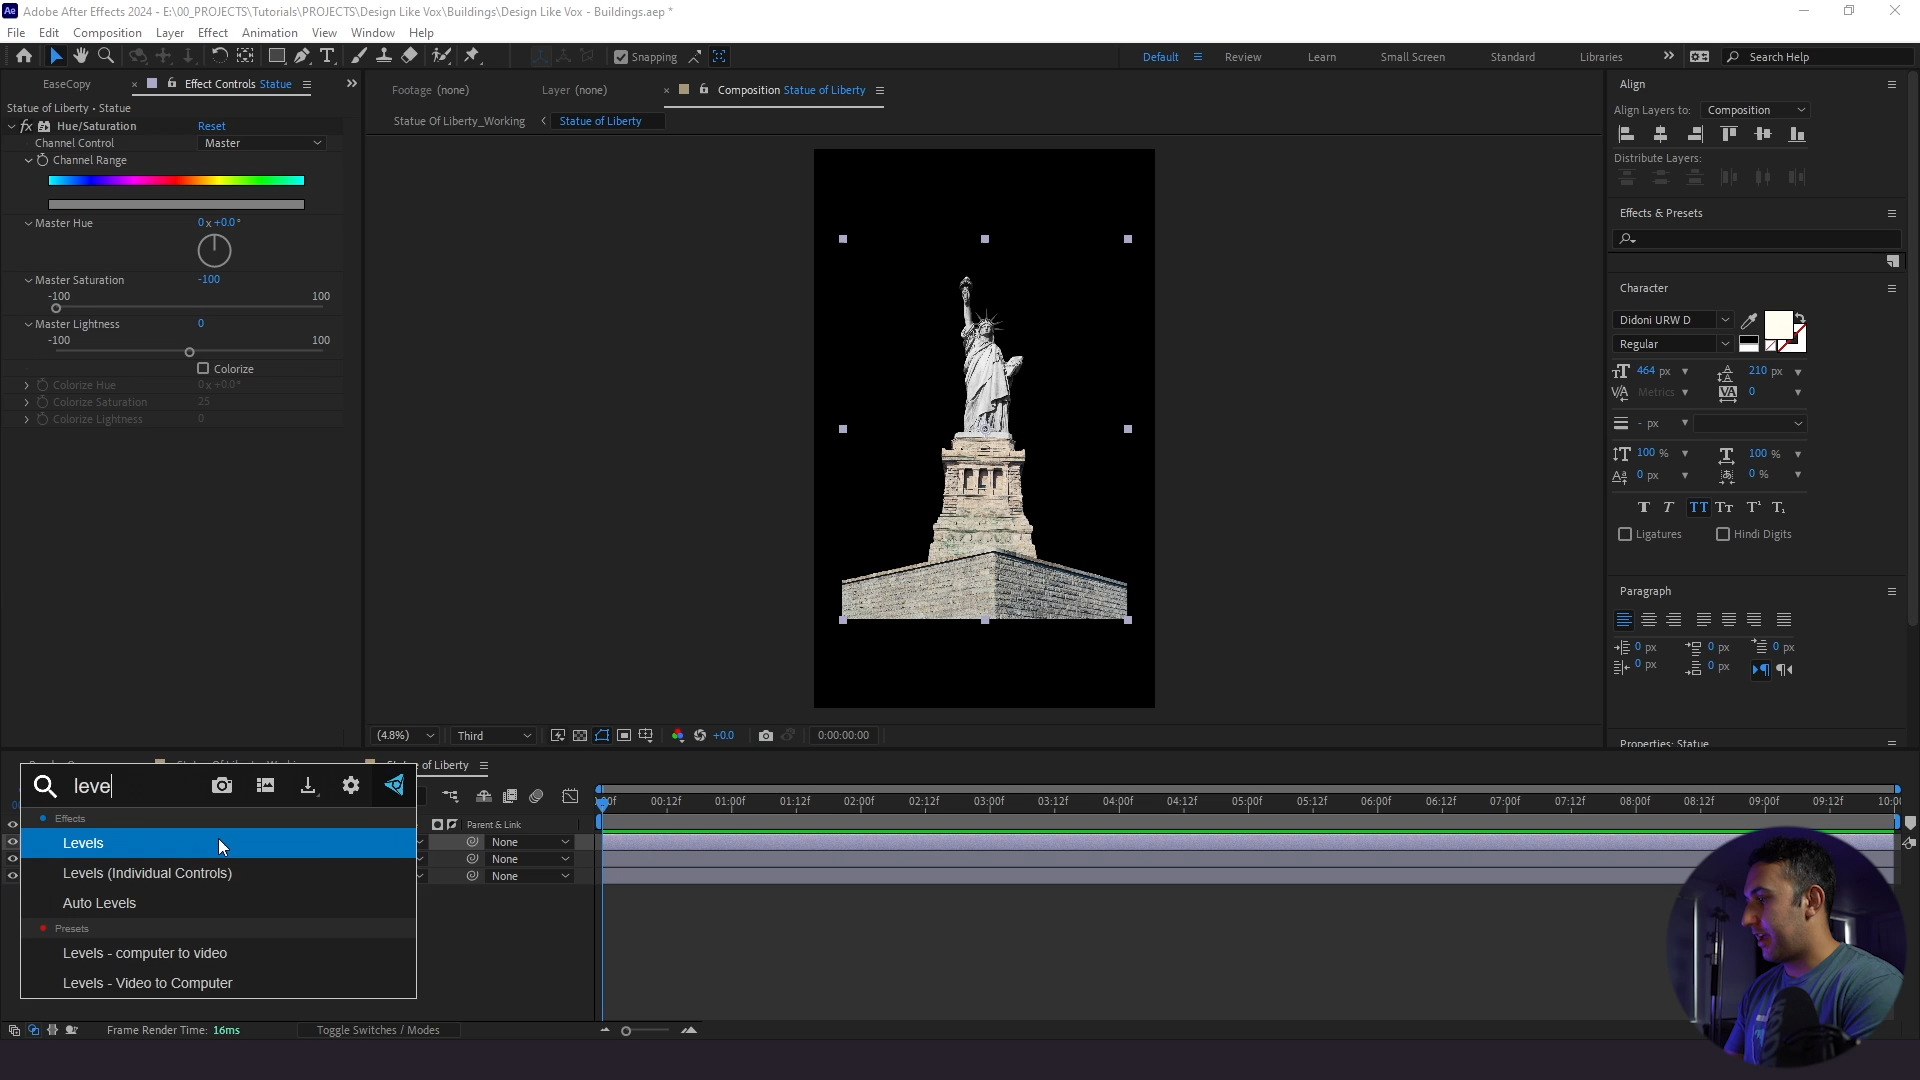 Ae Adobe After Effects 2024 - E:\00_PROJECTS\Tutorials\PROJECTS\Design Like Vox\Buildings\Design Like Vox - Buildings.aep *
File Edit Composition Layer Effect Animation View Window Help
Snapping
Default Review Learn Small Screen Standard Libraries Search Help
EaseCopy Effect Controls Statue
Statue of Liberty • Statue
fx Hue/Saturation Reset
Channel Control Master
Channel Range
Master Hue 0x+0.0°
Master Saturation -100
-100 100
Master Lightness 0
-100 100
Colorize
Colorize Hue 0x+0.0°
Colorize Saturation 25
Colorize Lightness 0
Footage (none) Layer (none) Composition Statue of Liberty
Statue Of Liberty_Working Statue of Liberty
(4.8%) Third +0.0 0:00:00:00
Align
Align Layers to: Composition
Distribute Layers:
Effects & Presets
Character
Didoni URW D
Regular
464 px 210 px
Metrics 0
- px
100 % 100 %
0 px 0 %
Ligatures Hindi Digits
Paragraph
0 px 0 px 0 px
0 px 0 px
Properties: Statue
of Liberty
leve
Effects
Levels
Levels (Individual Controls)
Auto Levels
Presets
Levels - computer to video
Levels - Video to Computer
Parent & Link
None
None
None
00:12f 01:00f 01:12f 02:00f 02:12f 03:00f 03:12f 04:00f 04:12f 05:00f 05:12f 06:00f 06:12f 07:00f 07:12f 08:00f 08:12f 09:00f 09:12f 10:0
Frame Render Time: 16ms Toggle Switches / Modes